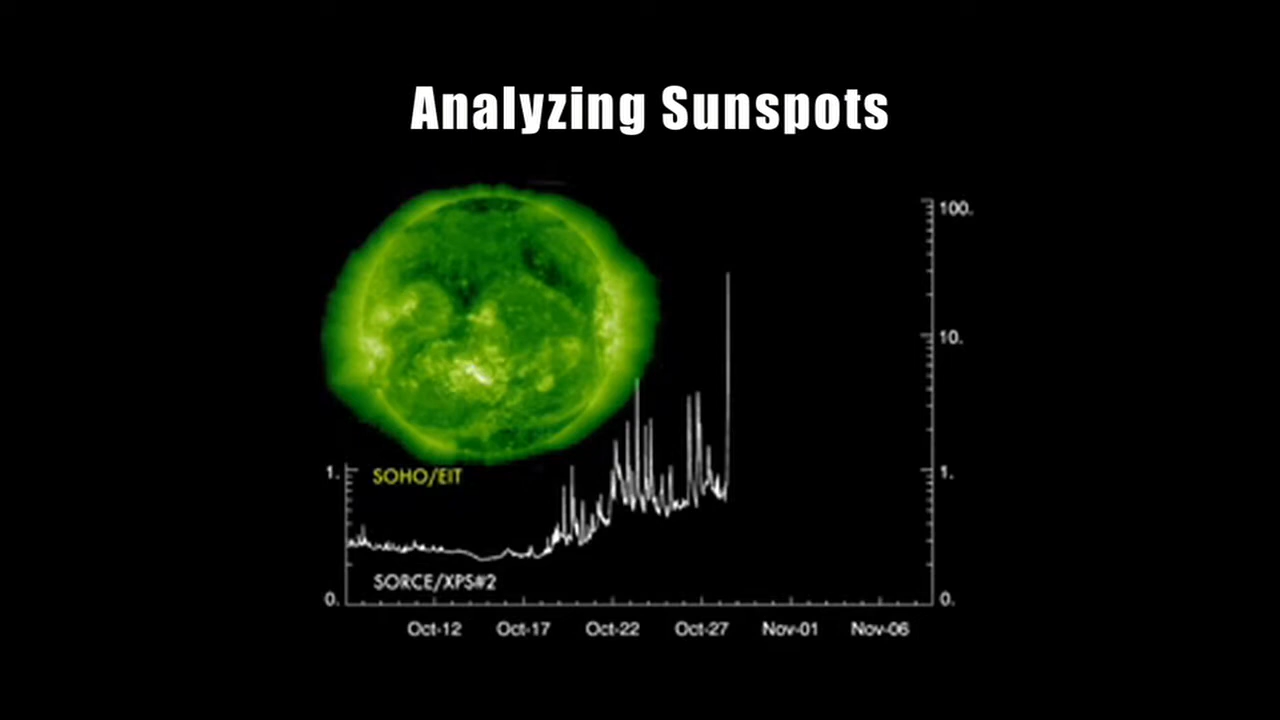 Analyzing Sunspots
100.
10.
1. SOHO/EIT 1.
SORCE/XPS#2
0. 0.
Oct-12 Oct-17 Oct-22 Oct-27 Nov-01 Nov-06